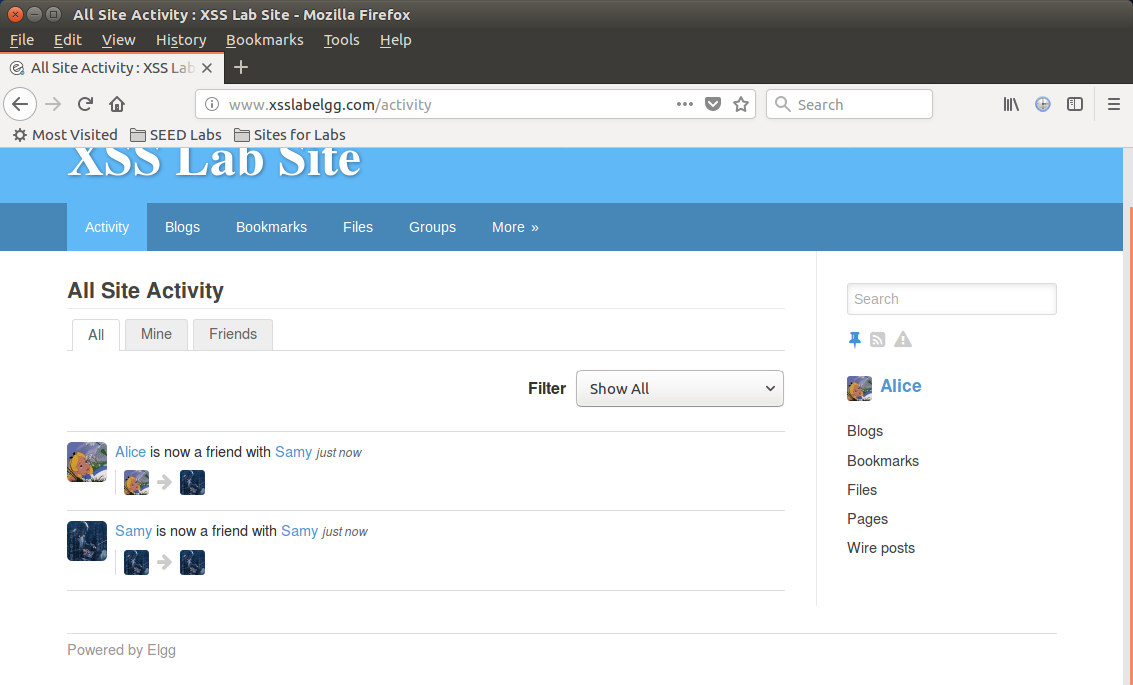 All Site Activity : XSS Lab Site - Mozilla Firefox
File Edit View History Bookmarks Tools Help
All Site Activity : XSS Lab
www.xsslabelgg.com/activity Search
Most Visited SEED Labs Sites for Labs
XSS Lab Site
Activity Blogs Bookmarks Files Groups More »
All Site Activity
All Mine Friends
Filter Show All
Alice is now a friend with Samy just now
Samy is now a friend with Samy just now
Search
Alice
Blogs
Bookmarks
Files
Pages
Wire posts
Powered by Elgg